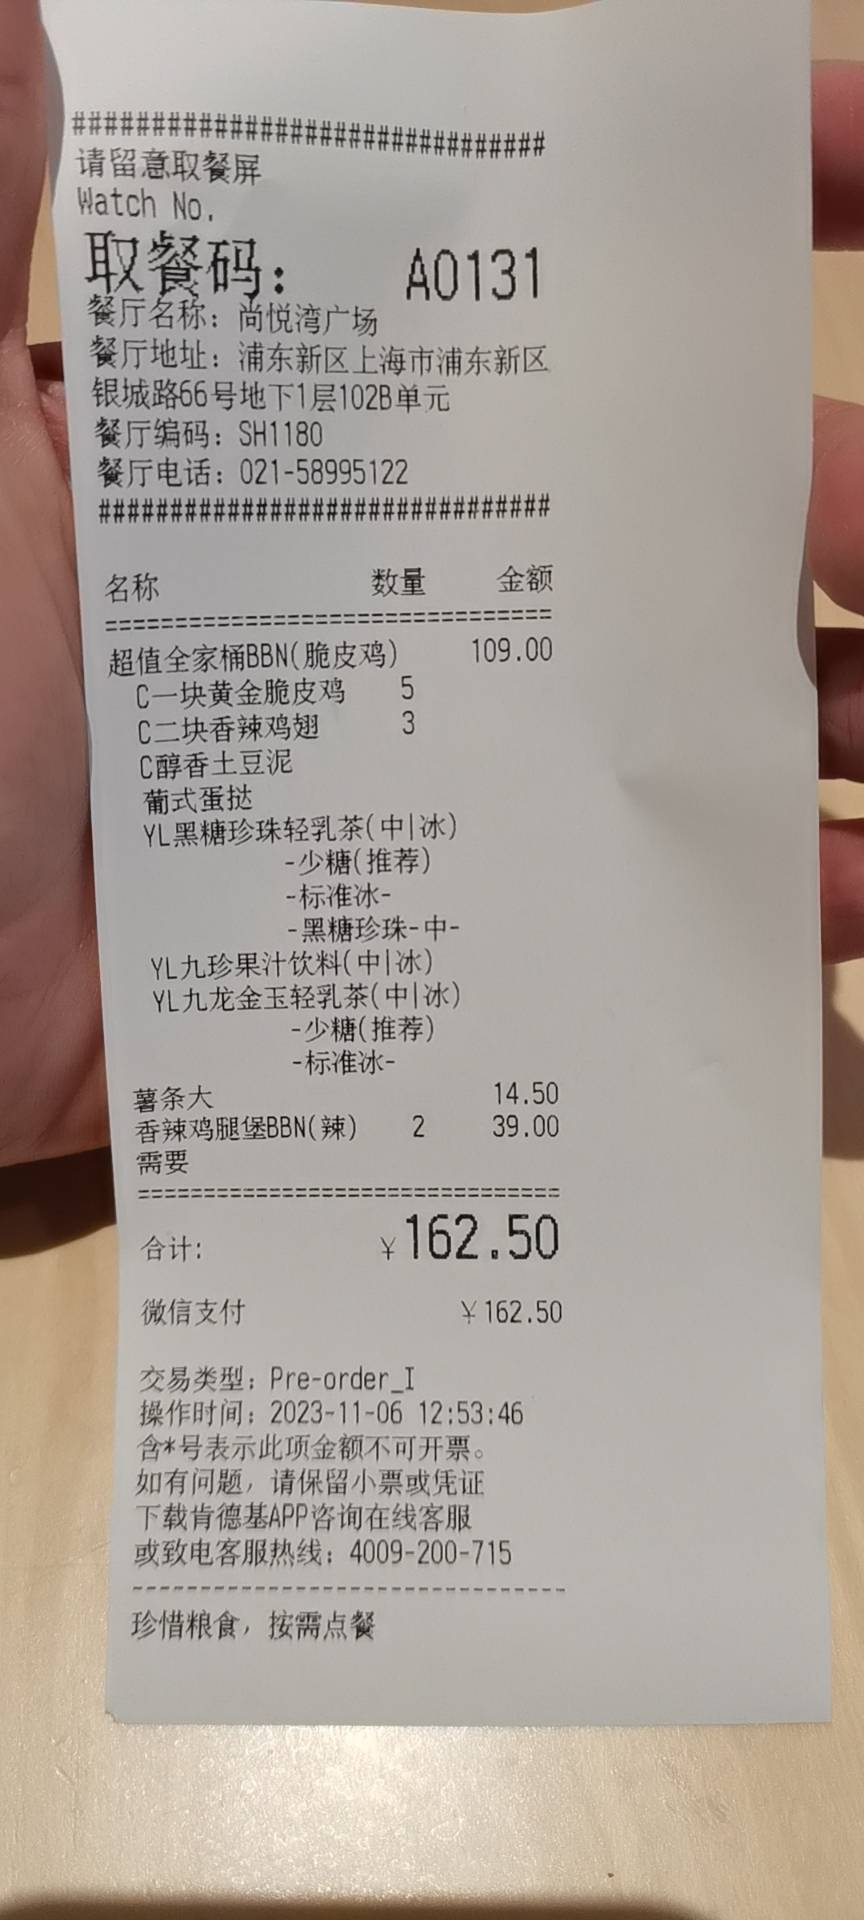 ################################
请留意取餐屏
Watch No.
取餐码: A0131
餐厅名称: 尚悦湾广场
餐厅地址: 浦东新区上海市浦东新区
银城路66号地下1层102B单元
餐厅编码: SH1180
餐厅电话: 021-58995122
################################
名称 数量 金额
================================
超值全家桶BBN(脆皮鸡) 109.00
C一块黄金脆皮鸡 5
C二块香辣鸡翅 3
C醇香土豆泥
葡式蛋挞
YL黑糖珍珠轻乳茶(中|冰)
-少糖(推荐)
-标准冰-
-黑糖珍珠-中-
YL九珍果汁饮料(中|冰)
YL九龙金玉轻乳茶(中|冰)
-少糖(推荐)
-标准冰-
薯条大 14.50
香辣鸡腿堡BBN(辣) 2 39.00
需要
================================
合计: ¥162.50
微信支付 ¥162.50
交易类型: Pre-order_I
操作时间: 2023-11-06 12:53:46
含*号表示此项金额不可开票。
如有问题, 请保留小票或凭证
下载肯德基APP咨询在线客服
或致电客服热线: 4009-200-715
--------------------------------
珍惜粮食, 按需点餐